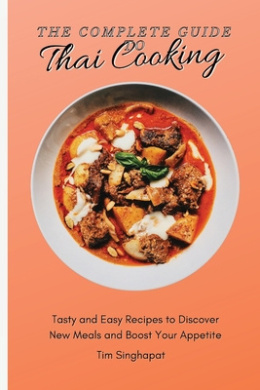 THE COMPLETE GUIDE
DO
Thai Cooking
Tasty and Easy Recipes to Discover
New Meals and Boost Your Appetite
Tim Singhapat